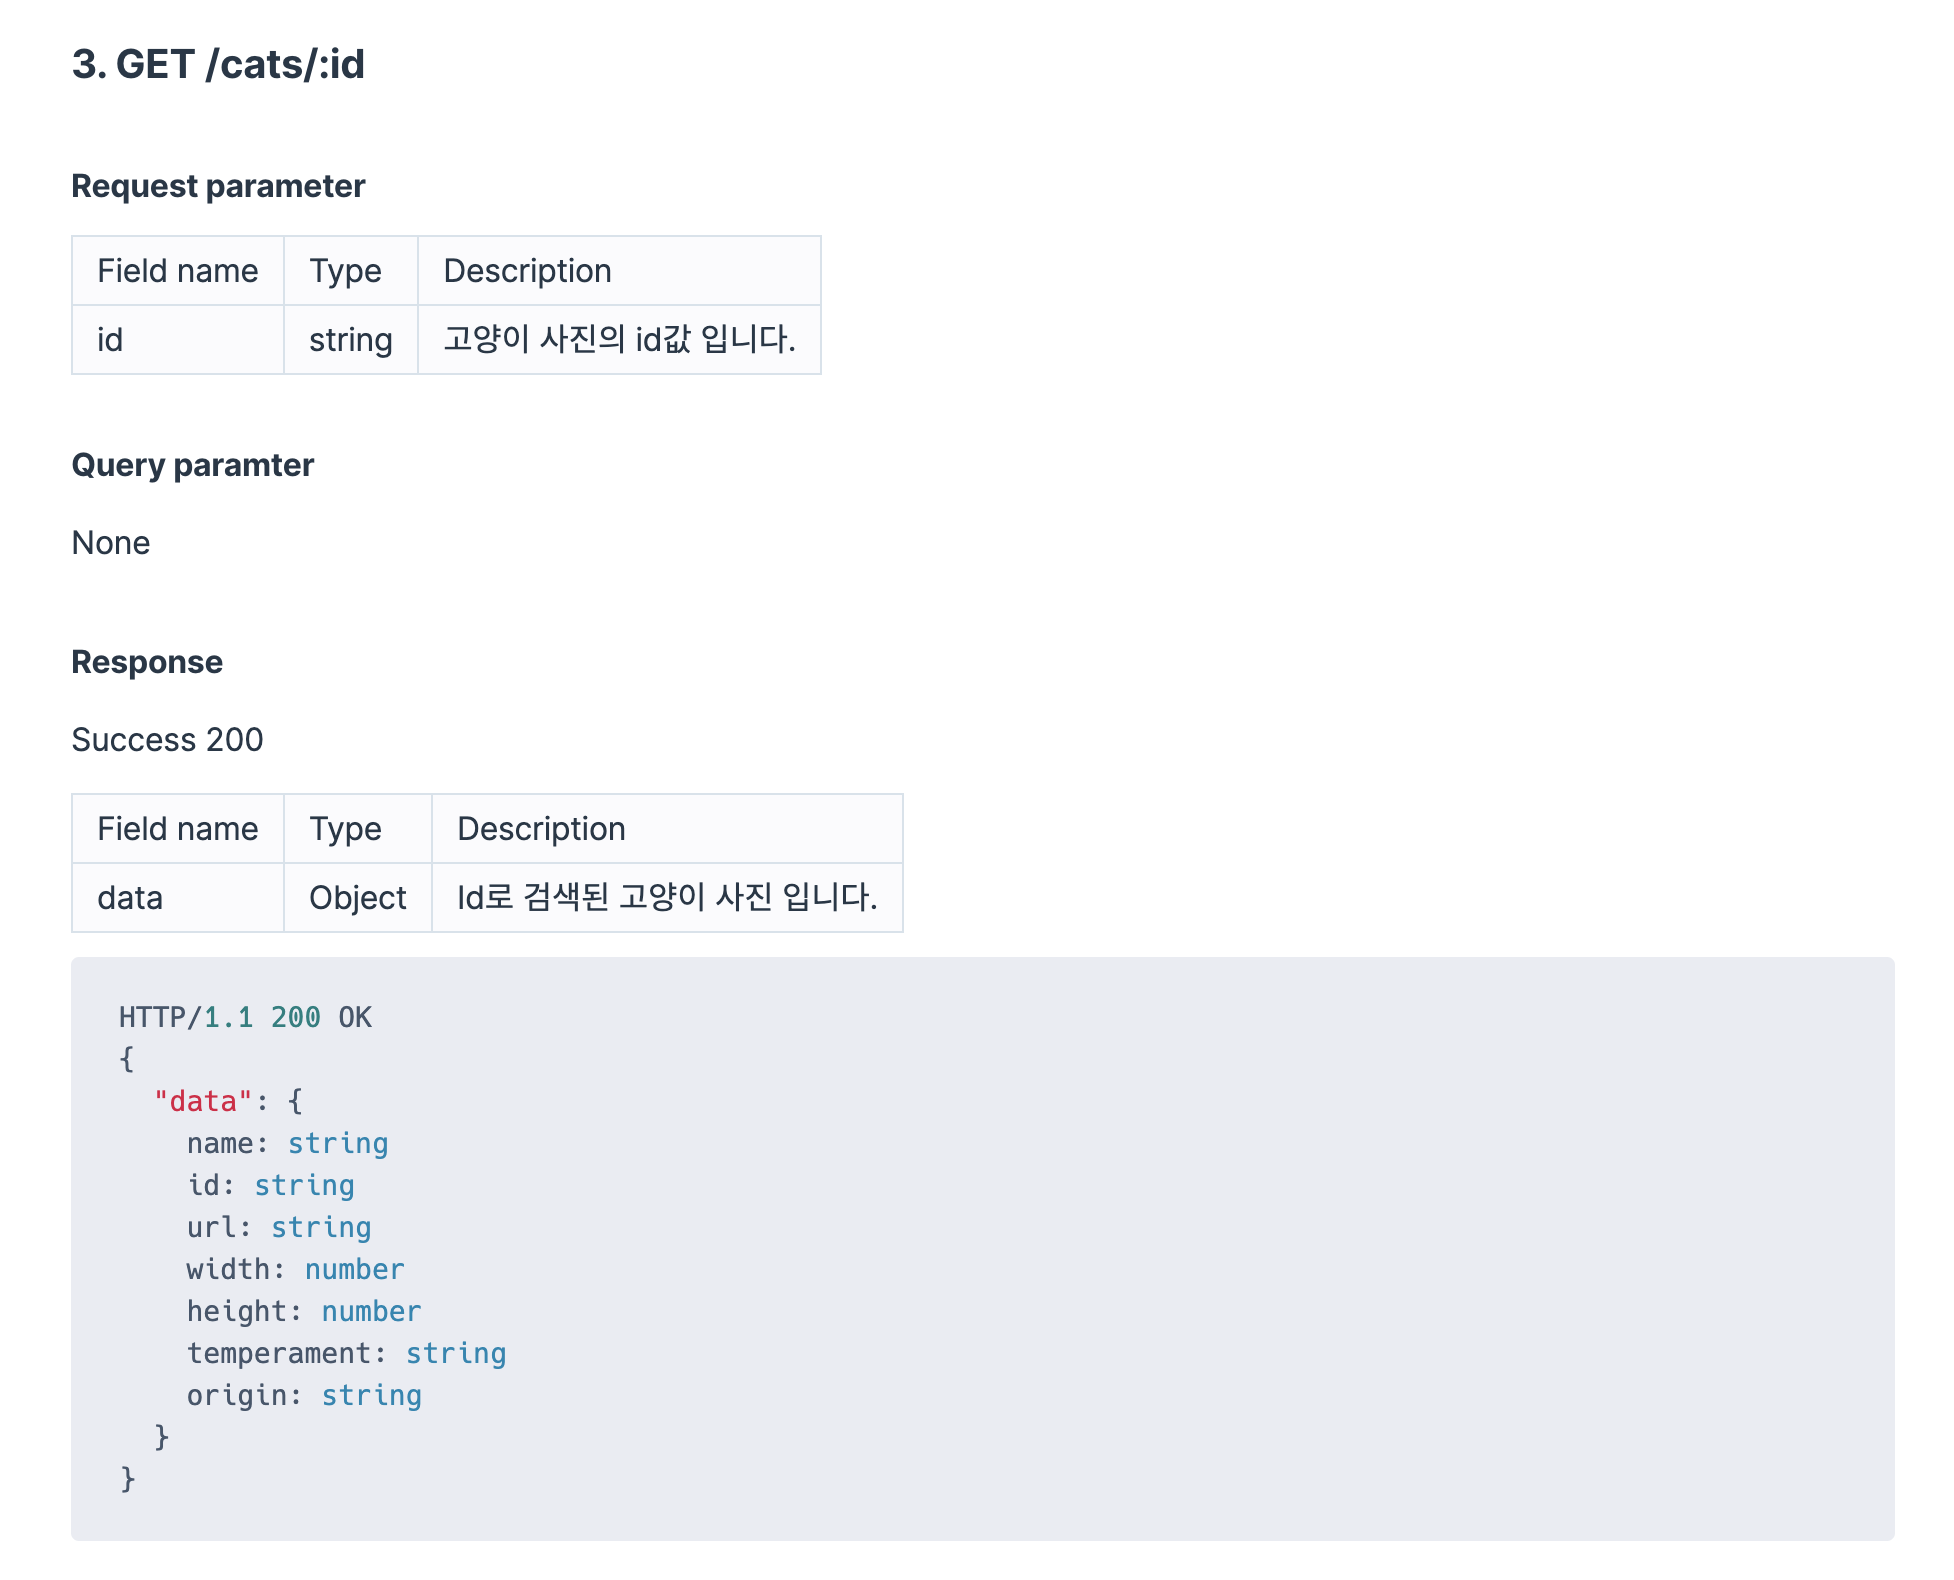 3. GET /cats/:id
Request parameter
Field name Type Description
id string 고양이 사진의 id값 입니다.
Query paramter
None
Response
Success 200
Field name Type Description
data Object Id로 검색된 고양이 사진 입니다.
HTTP/1.1 200 OK
{
"data": {
name: string
id: string
url: string
width: number
height: number
temperament: string
origin: string
}
}